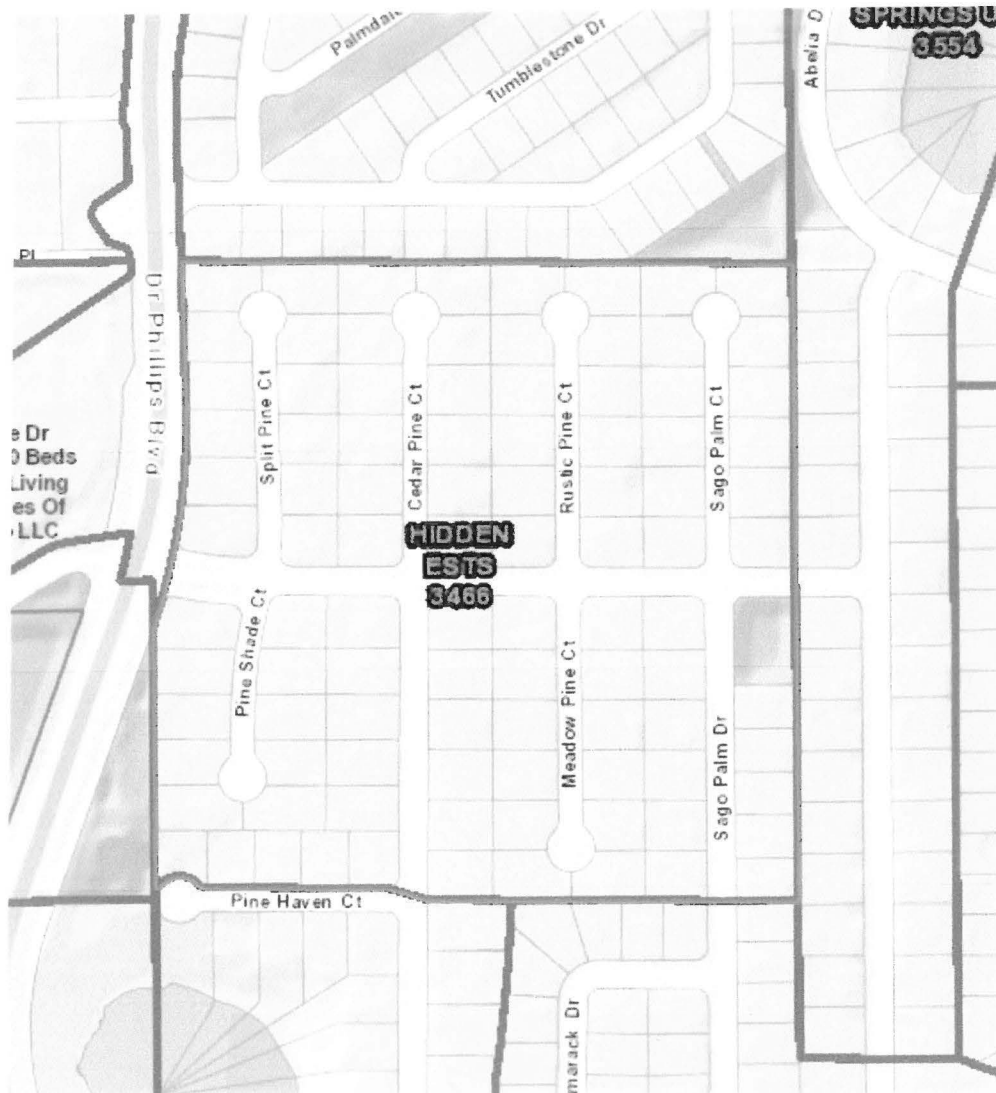 Palmdale
Tumblestone Dr
Abelia D
SPRINGS U
3554
Pl
Dr Phillips Blvd
Split Pine Ct
Cedar Pine Ct
Rustic Pine Ct
Sago Palm Ct
e Dr
0 Beds
Living
es Of
LLC
HIDDEN
ESTS
3466
Pine Shade Ct
Meadow Pine Ct
Sago Palm Dr
Pine Haven Ct
marack Dr